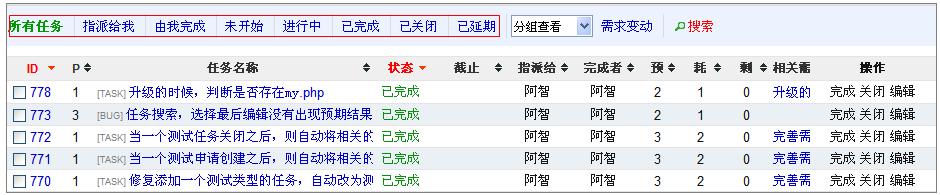 所有任务 指派给我 由我完成 未开始 进行中 已完成 已关闭 已延期 分组查看 需求变动 搜索
ID P 任务名称 状态 截止 指派给 完成者 预 耗 剩 相关需 操作
778 1 [TASK] 升级的时候，判断是否存在my.php 已完成 阿智 阿智 2 1 0 升级的 完成 关闭 编辑
773 3 [BUG] 任务搜索，选择最后编辑没有出现预期结果 已完成 阿智 阿智 2 1 0 完成 关闭 编辑
772 1 [TASK] 当一个测试任务关闭之后，则自动将相关的 已完成 阿智 阿智 3 2 0 完善需 完成 关闭 编辑
771 1 [TASK] 当一个测试申请创建之后，则自动将相关的 已完成 阿智 阿智 3 2 0 完善需 完成 关闭 编辑
770 1 [TASK] 修复添加一个测试类型的任务，自动改为测 已完成 阿智 阿智 3 2 0 完善需 完成 关闭 编辑